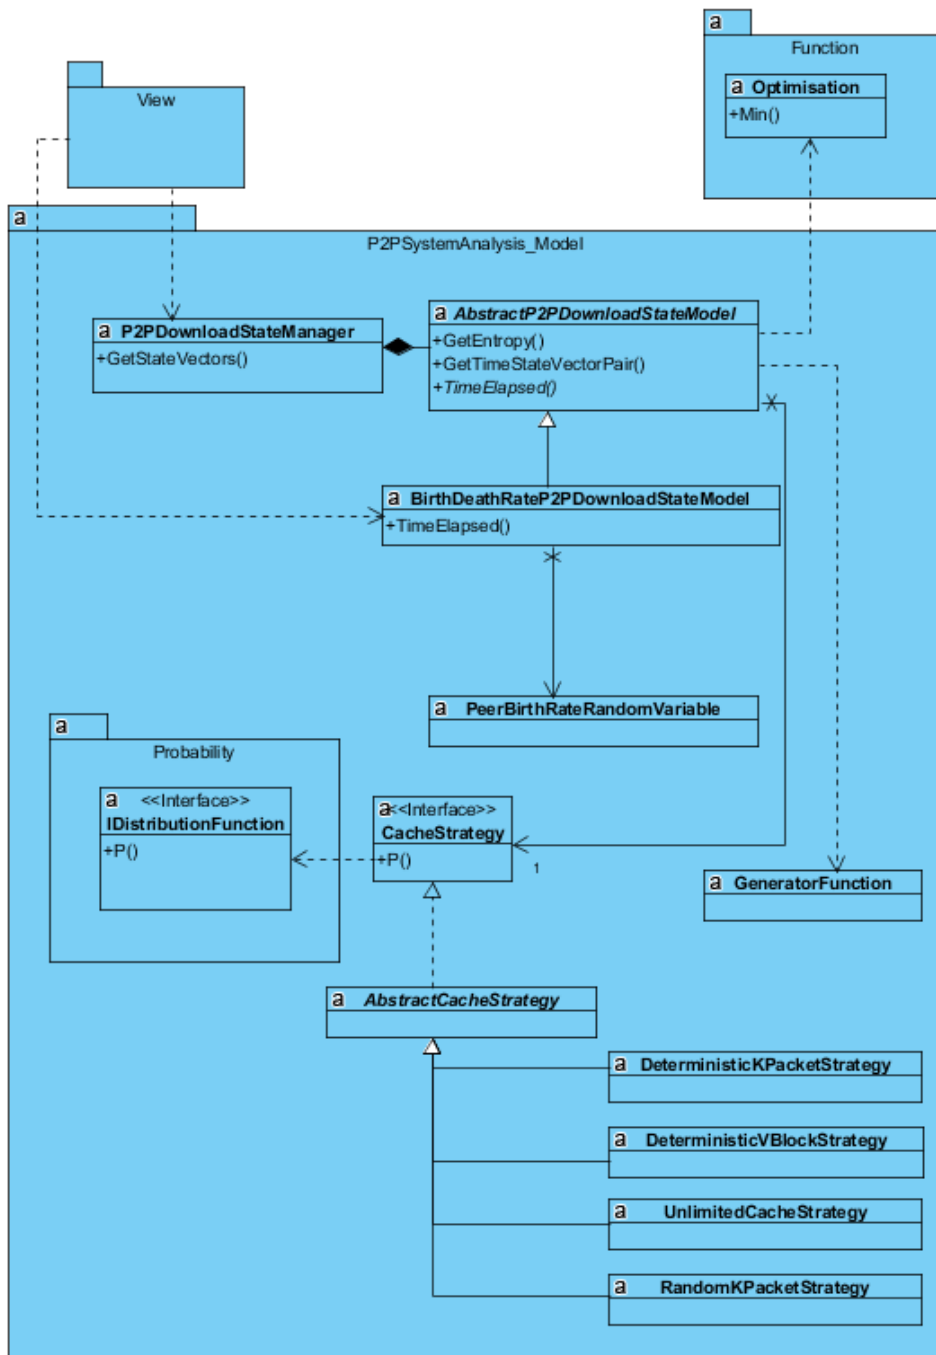 a
Function
a Optimisation
+Min()
View
a
P2PSystemAnalysis_Model
a P2PDownloadStateManager
+GetStateVectors()
a AbstractP2PDownloadStateModel
+GetEntropy()
+GetTimeStateVectorPair()
+TimeElapsed()
a BirthDeathRateP2PDownloadStateModel
+TimeElapsed()
a PeerBirthRateRandomVariable
a
Probability
a <<Interface>>
IDistributionFunction
+P()
a <<Interface>>
CacheStrategy
+P()
1
a GeneratorFunction
a AbstractCacheStrategy
a DeterministicKPacketStrategy
a DeterministicVBlockStrategy
a UnlimitedCacheStrategy
a RandomKPacketStrategy